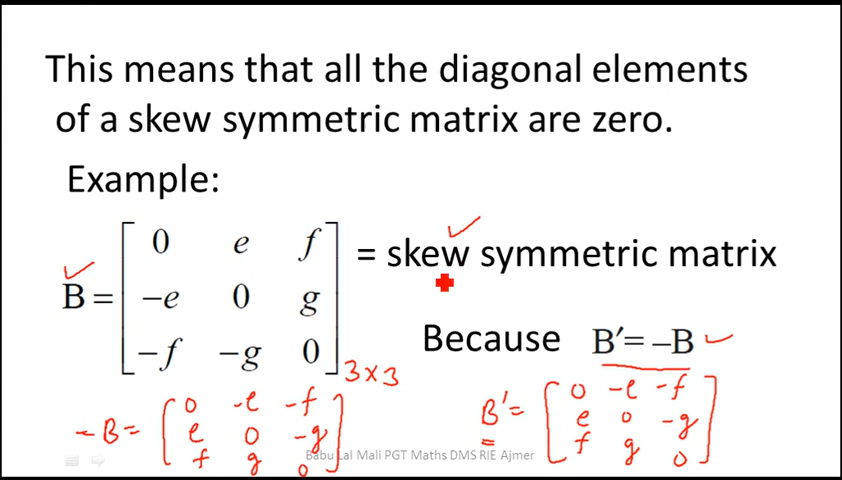 This means that all the diagonal elements
of a skew symmetric matrix are zero.
Example:
B = [ 0 e f
−e 0 g
−f −g 0 ] 3×3 = skew symmetric matrix
Because B′= −B
−B = [ 0 -e -f
e 0 -g
f g 0 ]
B' = [ 0 -e -f
e 0 -g
f g 0 ]
Babu Lal Mali PGT Maths DMS RIE Ajmer